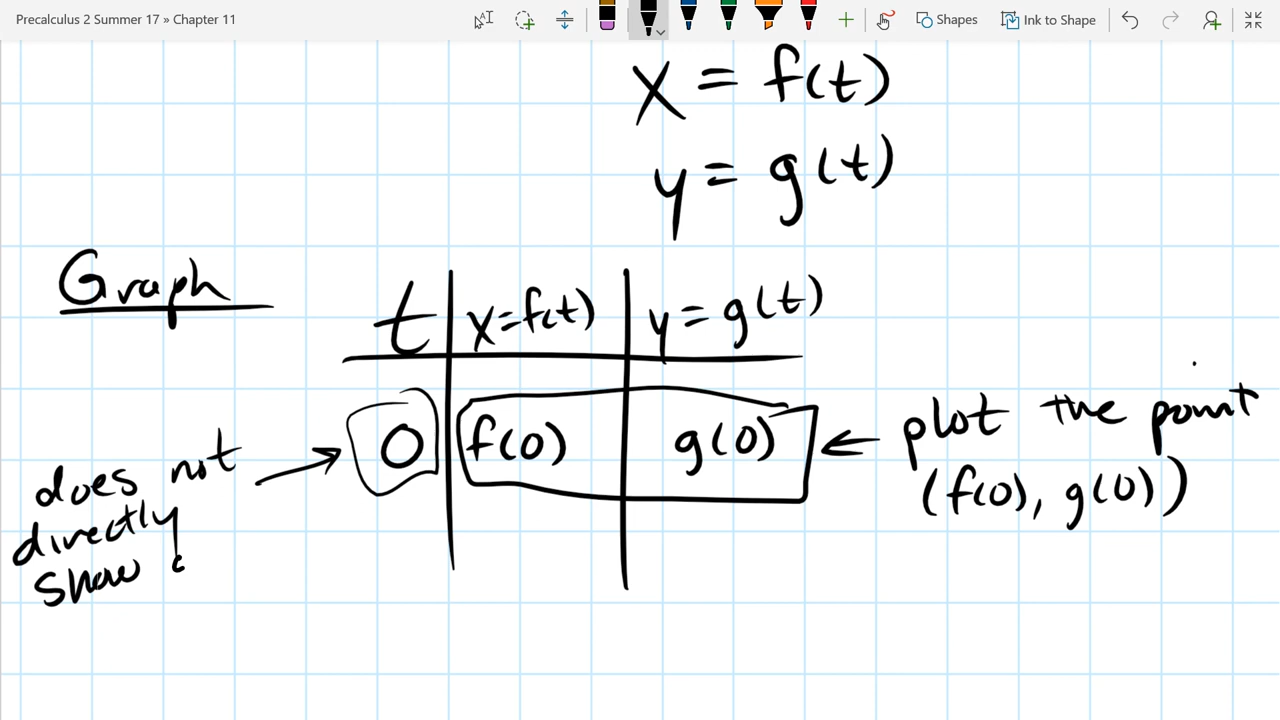 Precalculus 2 Summer 17 » Chapter 11
Shapes
Ink to Shape
x = f(t)
y = g(t)
Graph
t x=f(t) y=g(t)
0 f(0) g(0)
← plot the point
(f(0), g(0))
does not →
directly
show